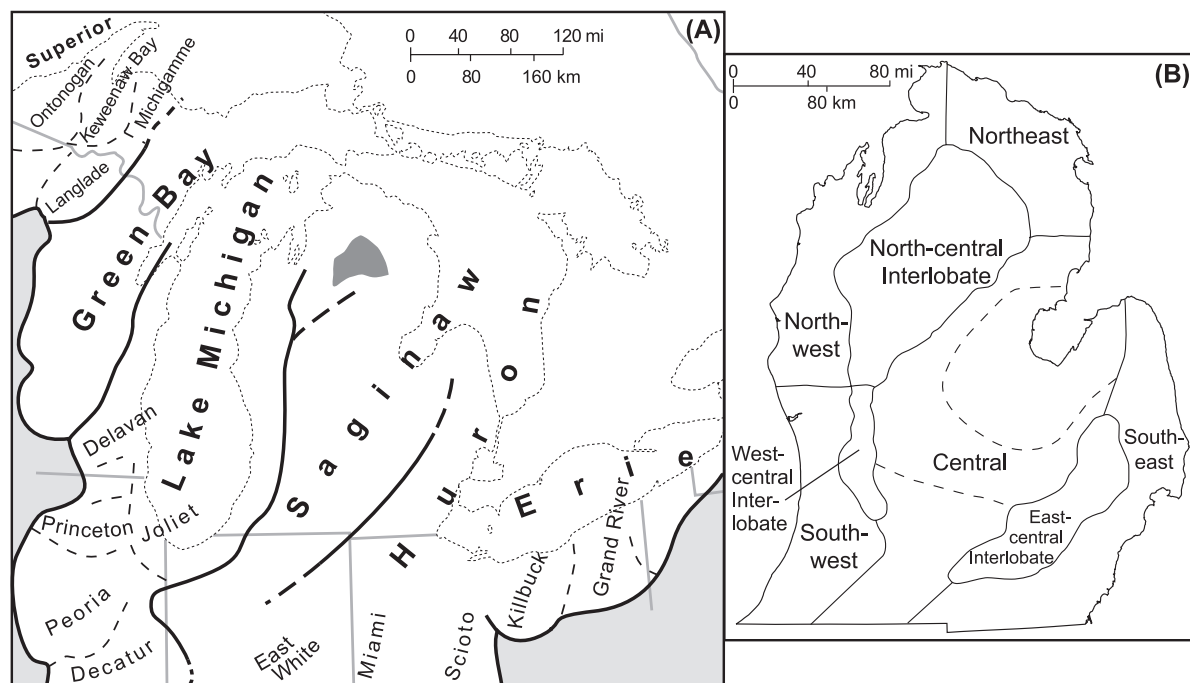 (A)
0 40 80 120 mi
0 80 160 km
Superior
Ontonogan
Keweenaw Bay
Michigamme
Langlade
Green Bay
Lake Michigan
Saginaw
Huron
Erie
Delavan
Princeton
Joliet
Peoria
Decatur
East
White
Miami
Scioto
Killbuck
Grand River
(B)
0 40 80 mi
0 80 km
Northeast
North-central
Interlobate
North-
west
West-
central
Inter-
lobate
Central
South-
east
East-
central
Interlobate
South-
west